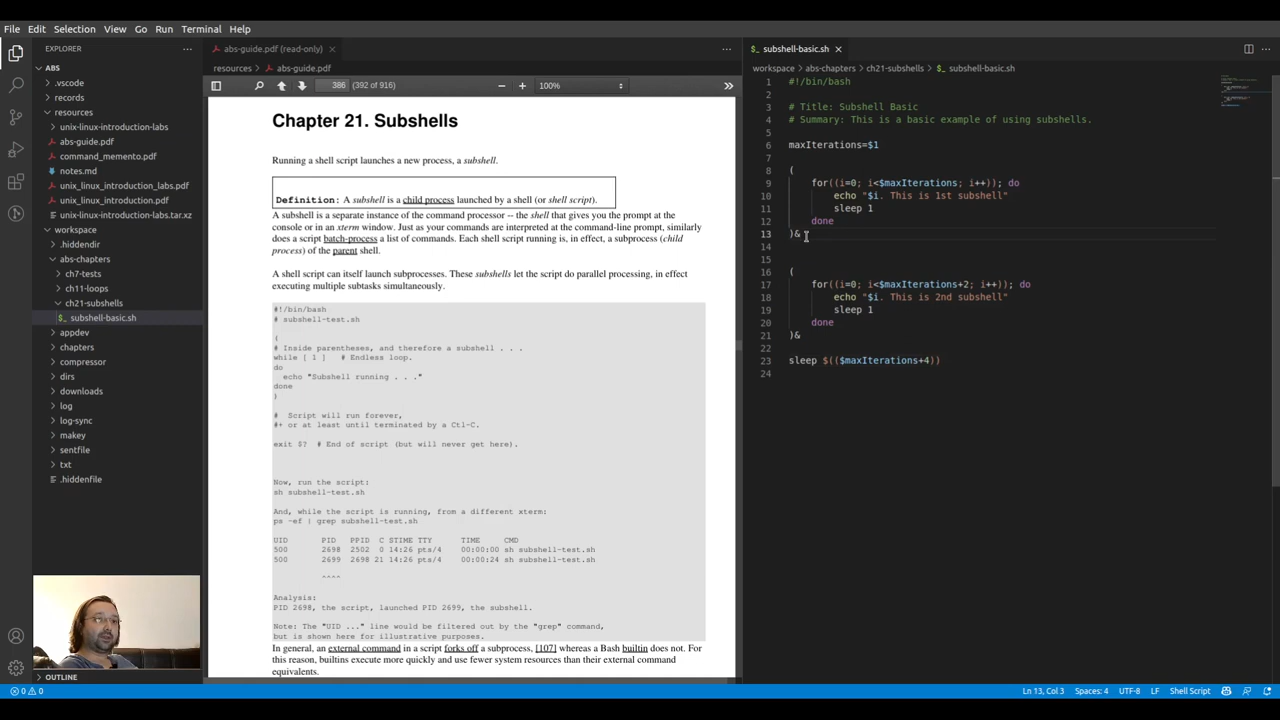 File Edit Selection View Go Run Terminal Help
EXPLORER
ABS
.vscode
records
resources
unix-linux-introduction-labs
abs-guide.pdf
command_memento.pdf
notes.md
unix_linux_introduction_labs.pdf
unix_linux_introduction.pdf
unix-linux-introduction-labs.tar.xz
workspace
.hiddendir
abs-chapters
ch7-tests
ch11-loops
ch21-subshells
subshell-basic.sh
appdev
chapters
compressor
dirs
downloads
log
log-sync
makey
sentfile
txt
.hiddenfile
OUTLINE
abs-guide.pdf (read-only)
resources > abs-guide.pdf
386 (392 of 916) 100%
Chapter 21. Subshells
Running a shell script launches a new process, a subshell.
Definition: A subshell is a child process launched by a shell (or shell script).
A subshell is a separate instance of the command processor -- the shell that gives you the prompt at the
console or in an xterm window. Just as your commands are interpreted at the command-line prompt, similarly
does a script batch-process a list of commands. Each shell script running is, in effect, a subprocess (child
process) of the parent shell.
A shell script can itself launch subprocesses. These subshells let the script do parallel processing, in effect
executing multiple subtasks simultaneously.
#!/bin/bash
# subshell-test.sh
(
# Inside parentheses, and therefore a subshell . . .
while [ 1 ] # Endless loop.
do
echo "Subshell running . . ."
done
)
# Script will run forever,
#+ or at least until terminated by a Ctl-C.
exit $? # End of script (but will never get here).
Now, run the script:
sh subshell-test.sh
And, while the script is running, from a different xterm:
ps -ef | grep subshell-test.sh
UID PID PPID C STIME TTY TIME CMD
500 2698 2502 0 14:26 pts/4 00:00:00 sh subshell-test.sh
500 2699 2698 21 14:26 pts/4 00:00:24 sh subshell-test.sh
^^^^
Analysis:
PID 2698, the script, launched PID 2699, the subshell.
Note: The "UID ..." line would be filtered out by the "grep" command,
but is shown here for illustrative purposes.
In general, an external command in a script forks off a subprocess, [107] whereas a Bash builtin does not. For
this reason, builtins execute more quickly and use fewer system resources than their external command
equivalents.
subshell-basic.sh
workspace > abs-chapters > ch21-subshells > $_ subshell-basic.sh
1 #!/bin/bash
2
3 # Title: Subshell Basic
4 # Summary: This is a basic example of using subshells.
5
6 maxIterations=$1
7
8 (
9 for((i=0; i<$maxIterations; i++)); do
10 echo "$i. This is 1st subshell"
11 sleep 1
12 done
13 )&
14
15
16 (
17 for((i=0; i<$maxIterations+2; i++)); do
18 echo "$i. This is 2nd subshell"
19 sleep 1
20 done
21 )&
22
23 sleep $(($maxIterations+4))
24
0 0 Ln 13, Col 3 Spaces: 4 UTF-8 LF Shell Script